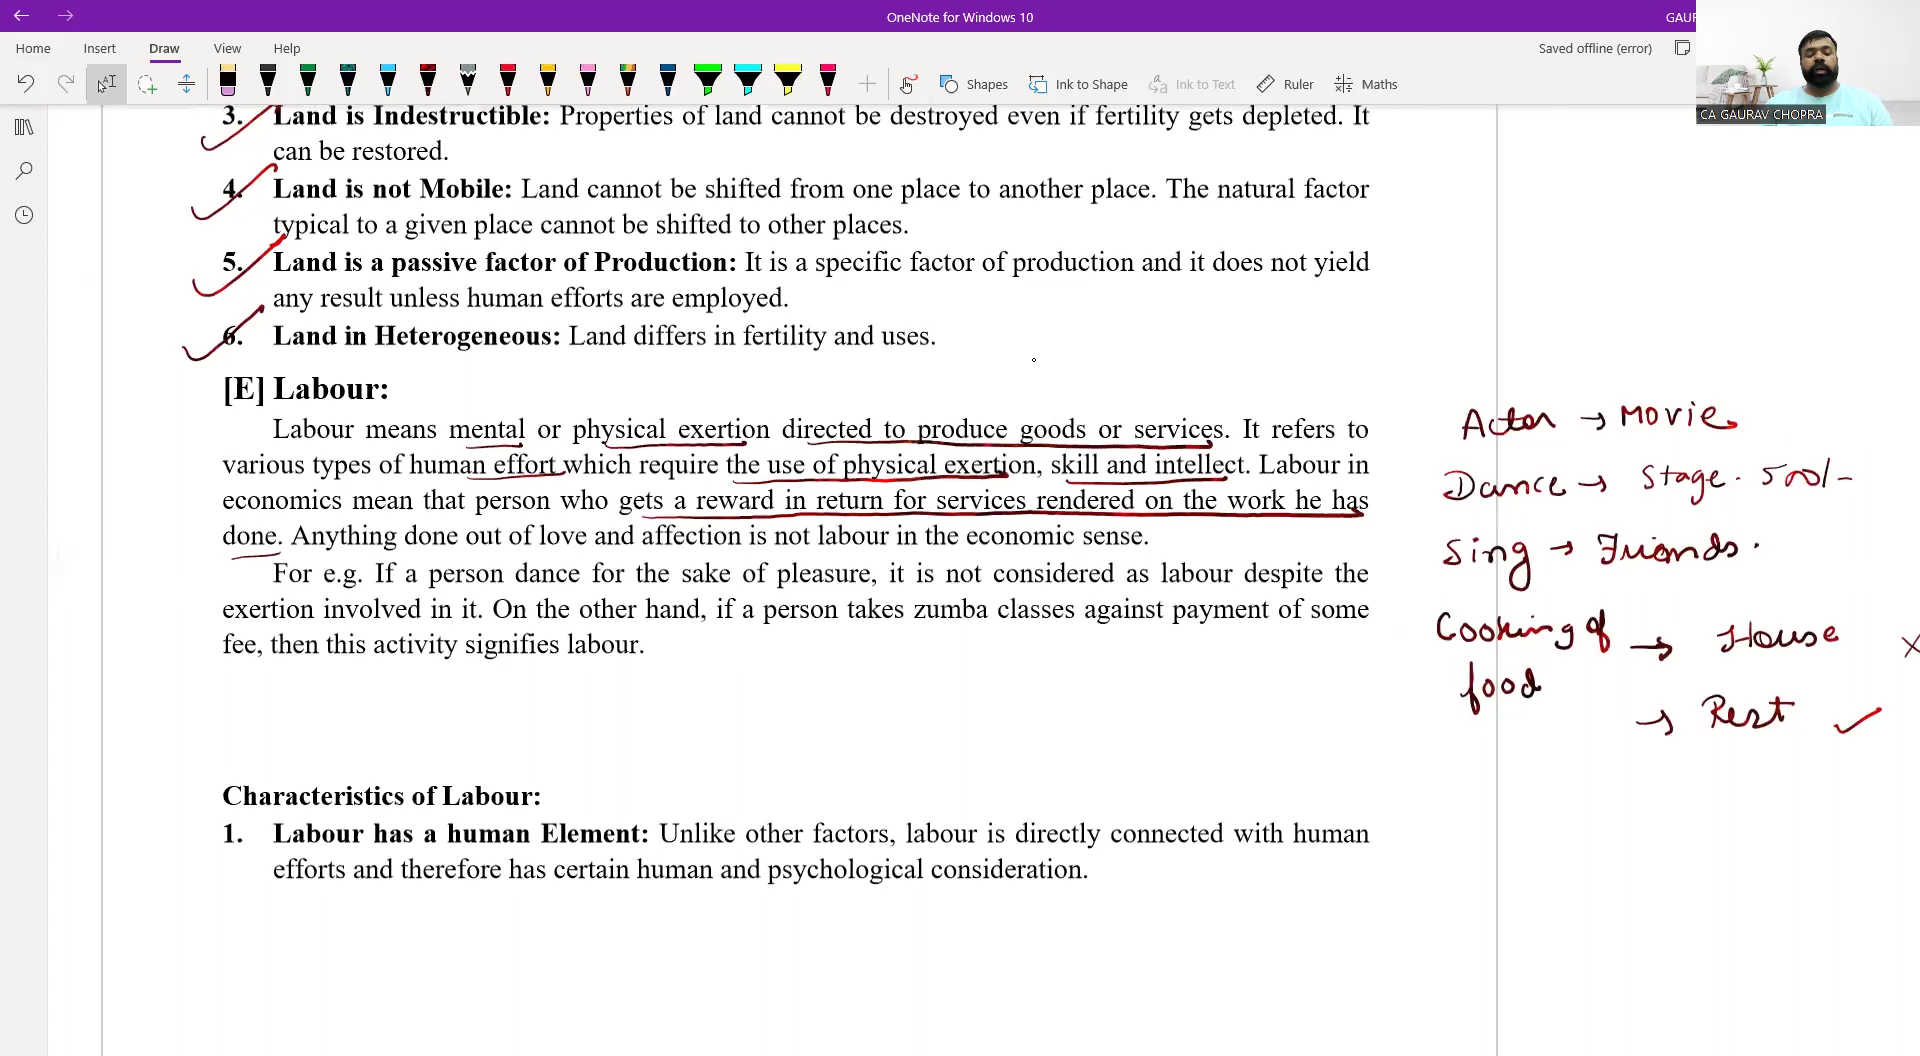 OneNote for Windows 10
GAUR
Home Insert Draw View Help
Saved offline (error)
Shapes Ink to Shape Ink to Text Ruler Maths
CA GAURAV CHOPRA
3. Land is Indestructible: Properties of land cannot be destroyed even if fertility gets depleted. It
can be restored.
4. Land is not Mobile: Land cannot be shifted from one place to another place. The natural factor
typical to a given place cannot be shifted to other places.
5. Land is a passive factor of Production: It is a specific factor of production and it does not yield
any result unless human efforts are employed.
6. Land in Heterogeneous: Land differs in fertility and uses.
[E] Labour:
Labour means mental or physical exertion directed to produce goods or services. It refers to
various types of human effort which require the use of physical exertion, skill and intellect. Labour in
economics mean that person who gets a reward in return for services rendered on the work he has
done. Anything done out of love and affection is not labour in the economic sense.
For e.g. If a person dance for the sake of pleasure, it is not considered as labour despite the
exertion involved in it. On the other hand, if a person takes zumba classes against payment of some
fee, then this activity signifies labour.
Actor → Movie
Dance → Stage. 500/-
Sing → Friends.
Cooking of → House ×
food
→ Rest ✓
Characteristics of Labour:
1. Labour has a human Element: Unlike other factors, labour is directly connected with human
efforts and therefore has certain human and psychological consideration.